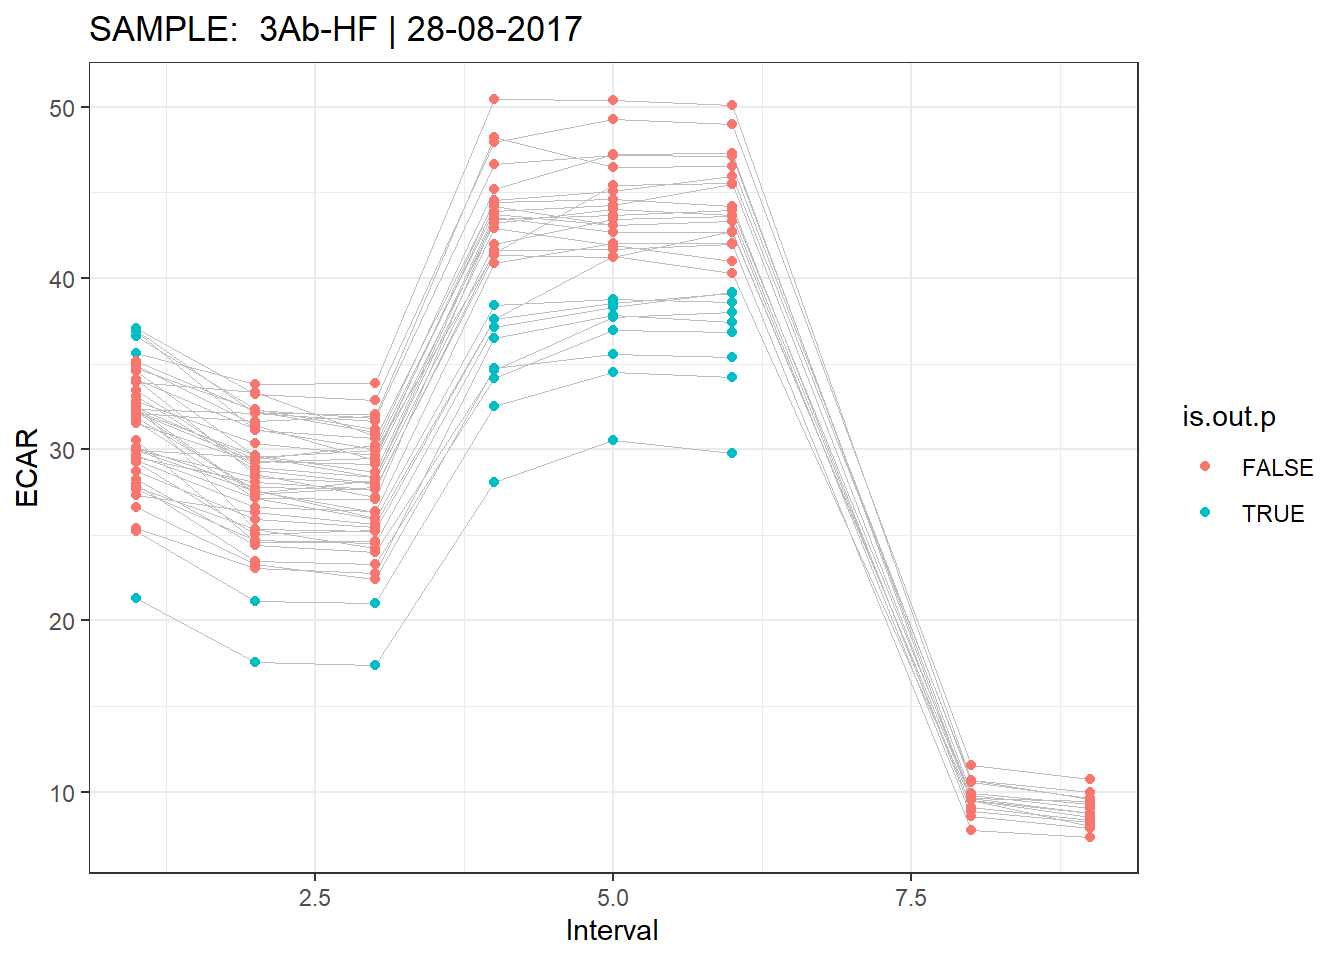 SAMPLE:  3Ab-HF | 28-08-2017
50
40
30
20
10
ECAR
2.5
5.0
7.5
Interval
is.out.p
FALSE
TRUE